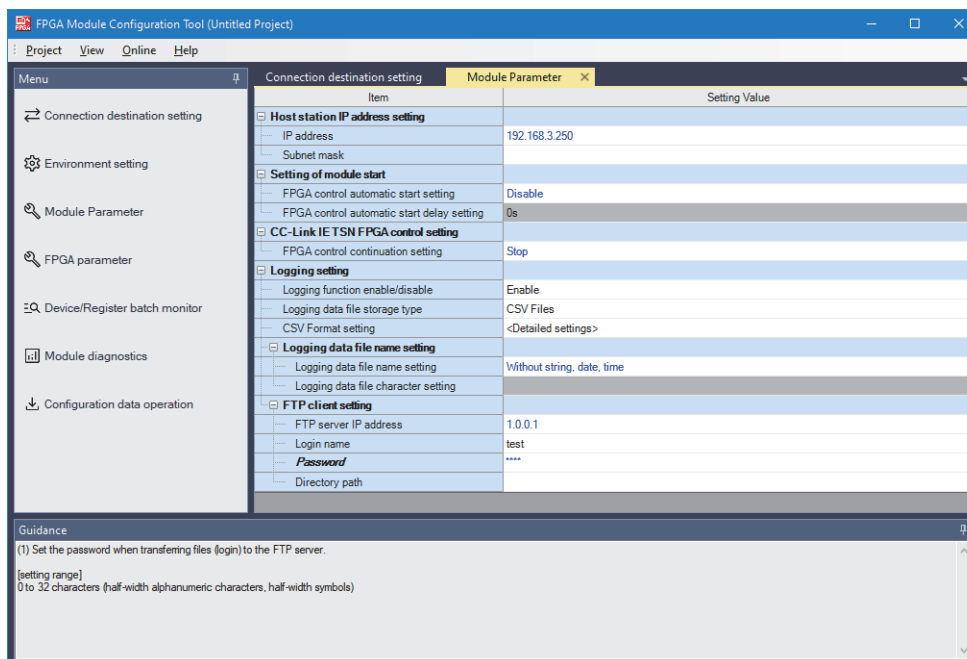 FPGA Module Configuration Tool (Untitled Project)
Project View Online Help
Menu
Connection destination setting
Environment setting
Module Parameter
FPGA parameter
Device/Register batch monitor
Module diagnostics
Configuration data operation
Connection destination setting Module Parameter
Item Setting Value
Host station IP address setting
IP address 192.168.3.250
Subnet mask
Setting of module start
FPGA control automatic start setting Disable
FPGA control automatic start delay setting 0s
CC-Link IE TSN FPGA control setting
FPGA control continuation setting Stop
Logging setting
Logging function enable/disable Enable
Logging data file storage type CSV Files
CSV Format setting <Detailed settings>
Logging data file name setting
Logging data file name setting Without string, date, time
Logging data file character setting
FTP client setting
FTP server IP address 1.0.0.1
Login name test
Password ****
Directory path
Guidance
(1) Set the password when transferring files (login) to the FTP server.
[setting range]
0 to 32 characters (half-width alphanumeric characters, half-width symbols)